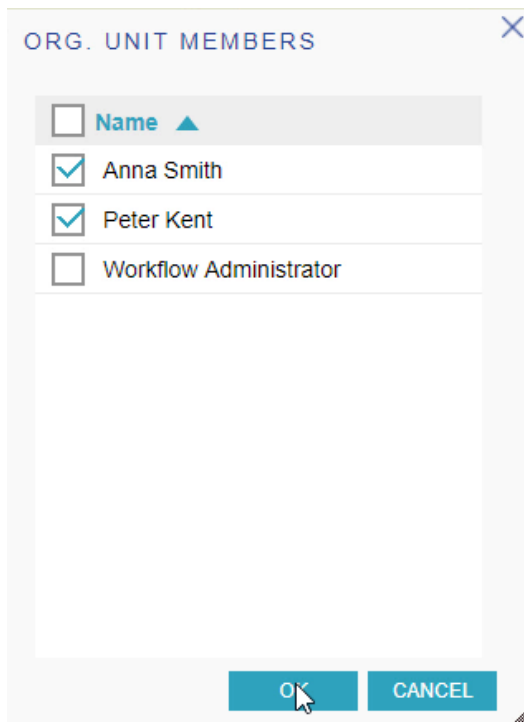 ORG. UNIT MEMBERS
Name
Anna Smith
Peter Kent
Workflow Administrator
OK CANCEL